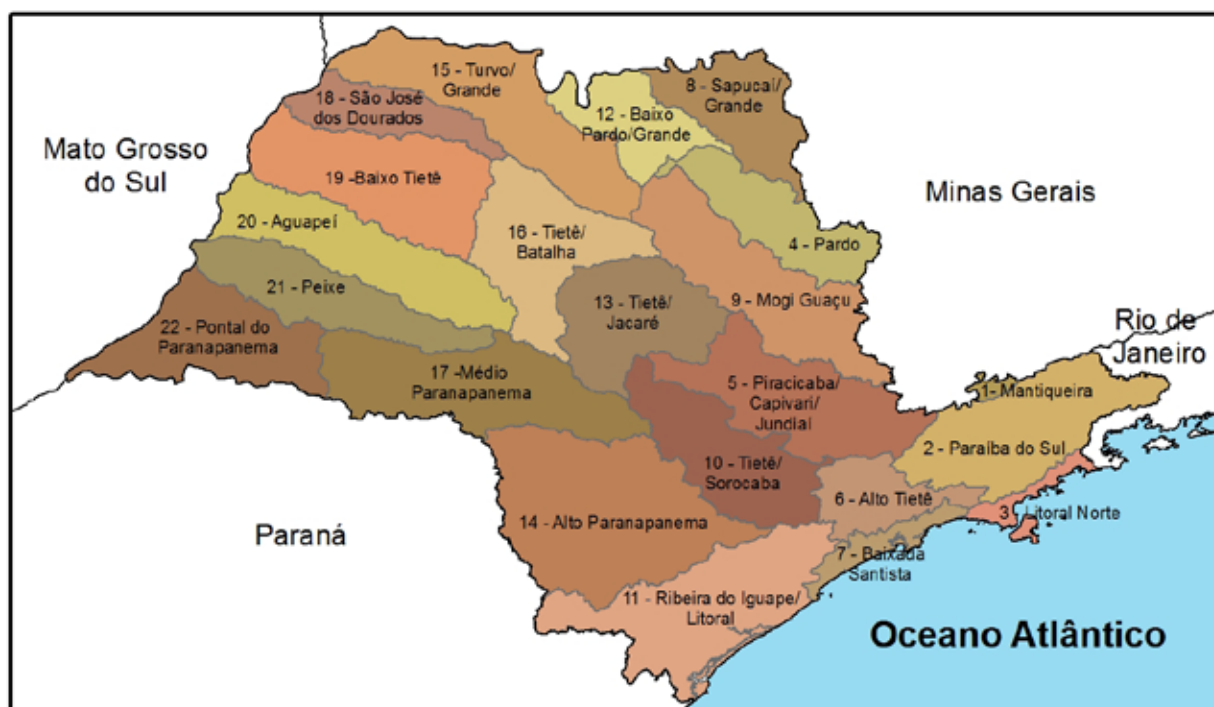 15 - Turvo/
Grande
8 - Sapucaí/
Grande
18 - São José
dos Dourados
12 - Baixo
Pardo/Grande
Mato Grosso
do Sul
19 -Baixo Tietê
Minas Gerais
20 - Aguapeí
16 - Tietê/
Batalha
4 - Pardo
21 - Peixe
13 - Tietê/
Jacaré
9 - Mogi Guaçu
22 - Pontal do
Paranapanema
Rio de
Janeiro
17 -Médio
Paranapanema
5 - Piracicaba/
Capivari/
Jundiaí
1- Mantiqueira
2 - Paraíba do Sul
10 - Tietê/
Sorocaba
6 - Alto Tietê
3 - Litoral Norte
14 - Alto Paranapanema
Paraná
7 - Baixada
Santista
11 - Ribeira do Iguape/
Litoral
Oceano Atlântico